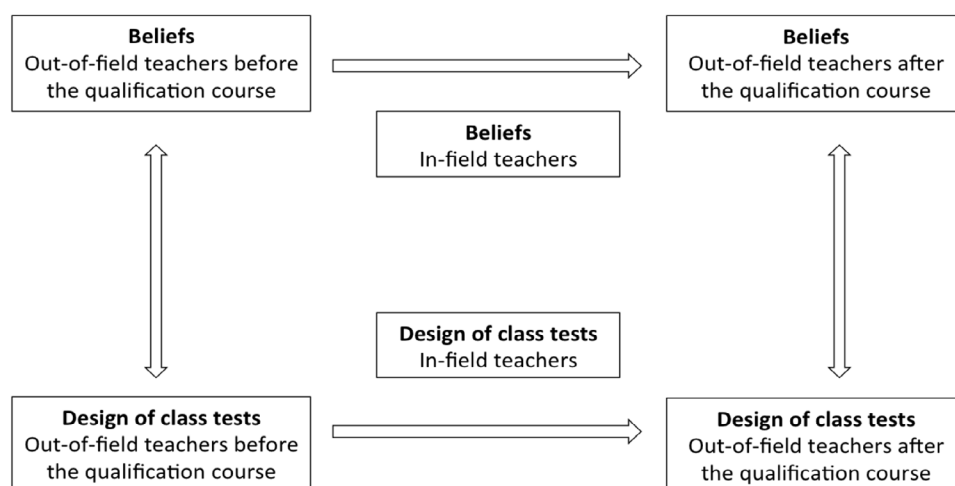 Beliefs
Out-of-field teachers before
the qualification course
Beliefs
Out-of-field teachers after
the qualification course
Beliefs
In-field teachers
Design of class tests
In-field teachers
Design of class tests
Out-of-field teachers before
the qualification course
Design of class tests
Out-of-field teachers after
the qualification course